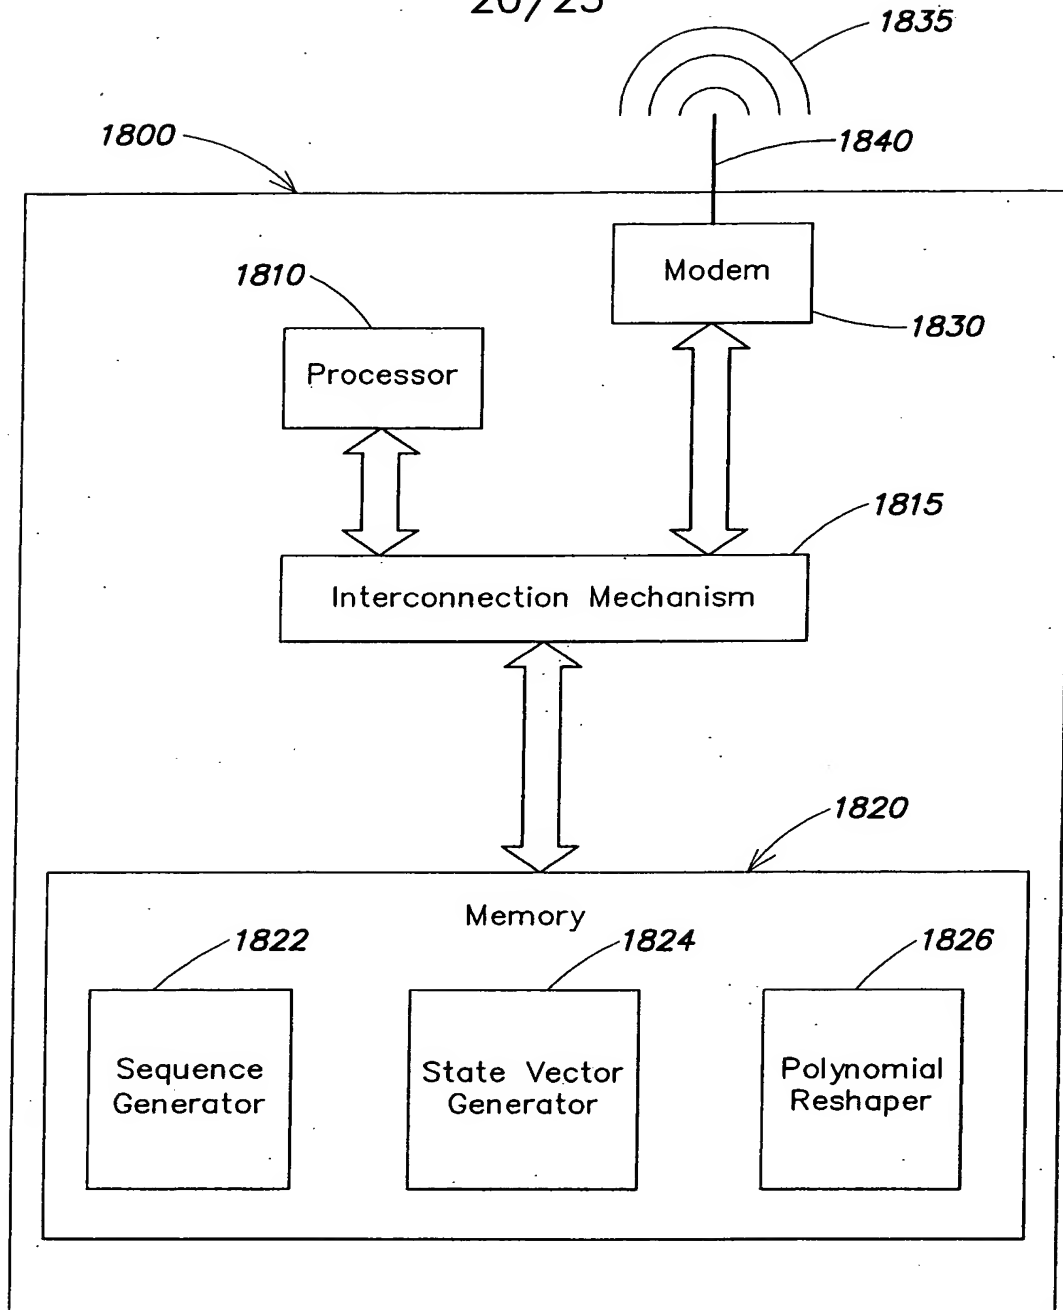 20/25
1835
1800
1840
1810
Modem
1830
Processor
1815
Interconnection Mechanism
1820
Memory
1822
1824
1826
Sequence
Generator
State Vector
Generator
Polynomial
Reshaper